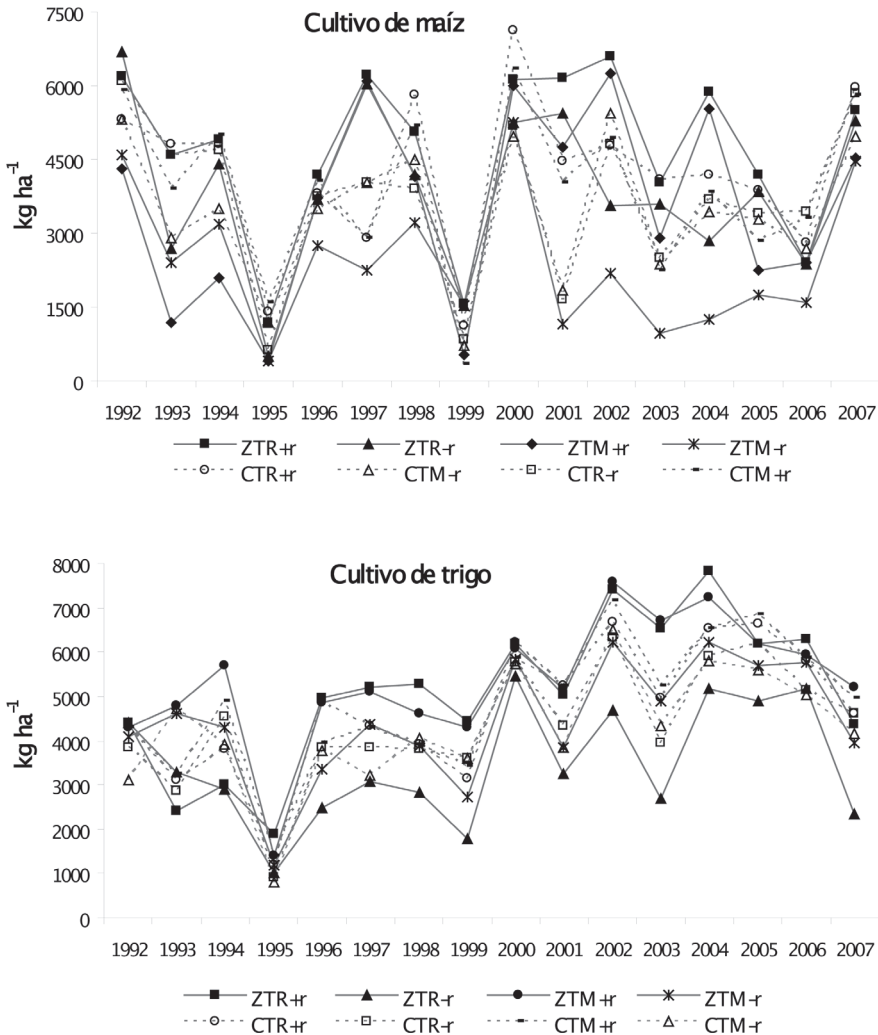 Cultivo de maíz
kg ha⁻¹
7500
6000
4500
3000
1500
0
1992 1993 1994 1995 1996 1997 1998 1999 2000 2001 2002 2003 2004 2005 2006 2007
ZTR+r ZTR-r ZTM+r ZTM-r
CTR+r CTM-r CTR-r CTM+r
Cultivo de trigo
kg ha⁻¹
8000
7000
6000
5000
4000
3000
2000
1000
0
1992 1993 1994 1995 1996 1997 1998 1999 2000 2001 2002 2003 2004 2005 2006 2007
ZTR+r ZTR-r ZTM+r ZTM-r
CTR+r CTR-r CTM+r CTM-r